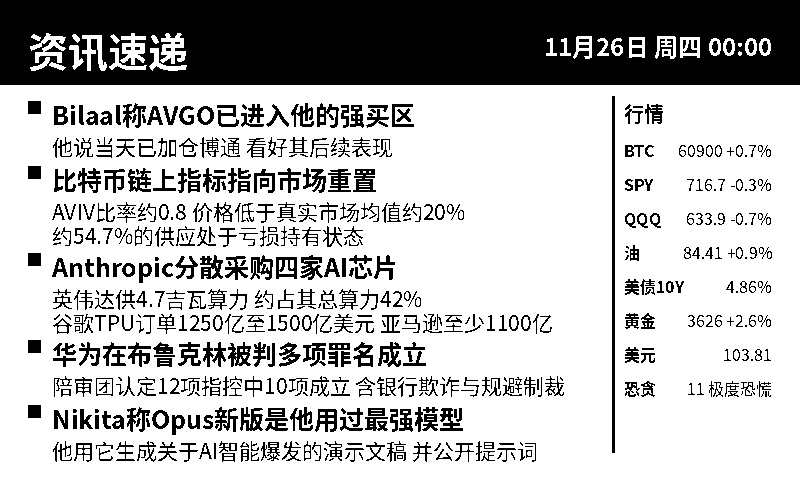 资讯速递
11月26日 周四 00:00
Bilaal称AVGO已进入他的强买区
他说当天已加仓博通 看好其后续表现
比特币链上指标指向市场重置
AVIV比率约0.8 价格低于真实市场均值约20%
约54.7%的供应处于亏损持有状态
Anthropic分散采购四家AI芯片
英伟达供4.7吉瓦算力 约占其总算力42%
谷歌TPU订单1250亿至1500亿美元 亚马逊至少1100亿
华为在布鲁克林被判多项罪名成立
陪审团认定12项指控中10项成立 含银行欺诈与规避制裁
Nikita称Opus新版是他用过最强模型
他用它生成关于AI智能爆发的演示文稿 并公开提示词
行情
BTC 60900 +0.7%
SPY 716.7 -0.3%
QQQ 633.9 -0.7%
油 84.41 +0.9%
美债10Y 4.86%
黄金 3626 +2.6%
美元 103.81
恐贪 11 极度恐慌